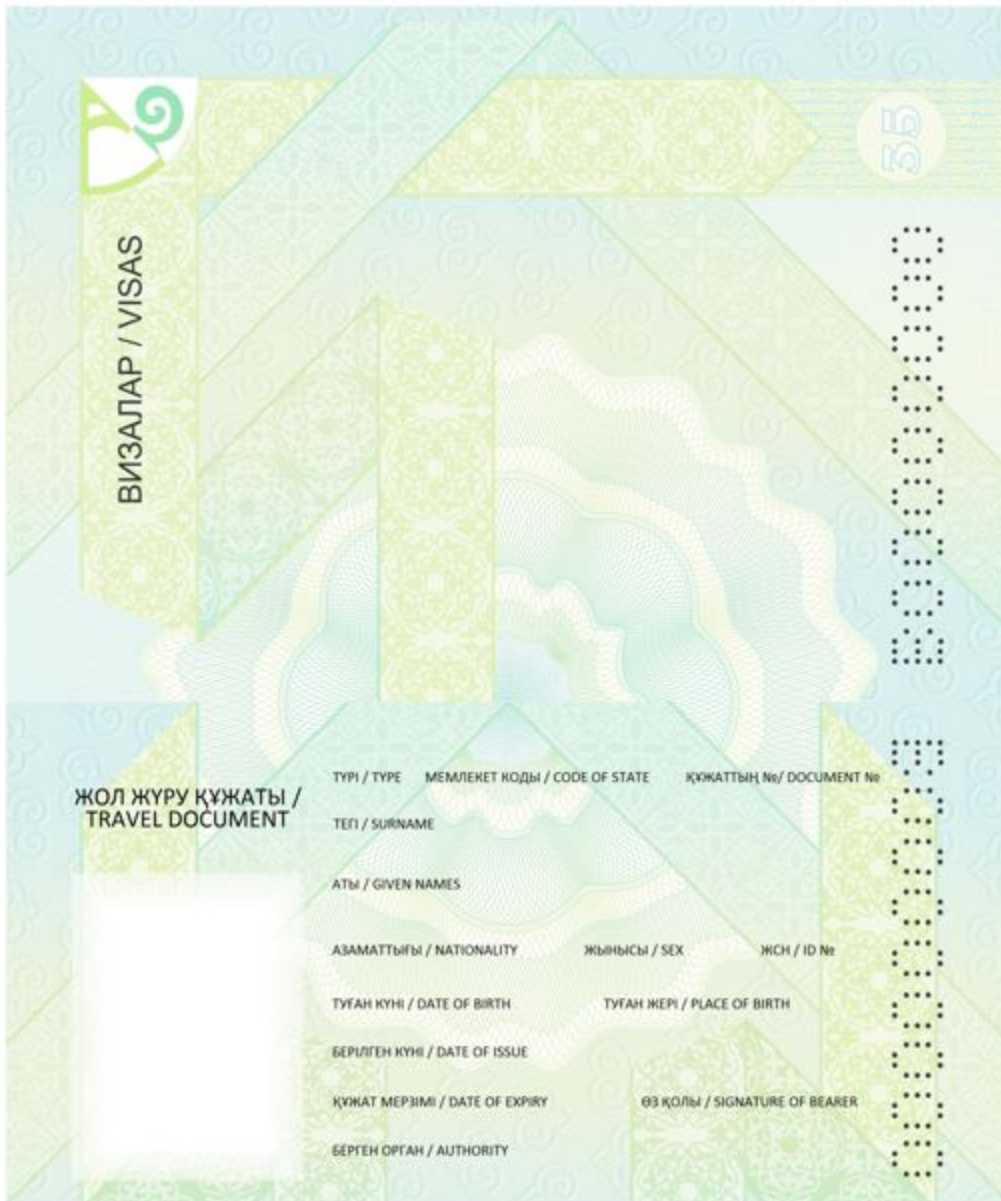 35
ВИЗАЛАР / VISAS
ЖОЛ ЖҮРУ ҚҰЖАТЫ /
TRAVEL DOCUMENT
ТҮРІ / TYPE МЕМЛЕКЕТ КОДЫ / CODE OF STATE ҚҰЖАТТЫҢ №/ DOCUMENT №
ТЕГІ / SURNAME
АТЫ / GIVEN NAMES
АЗАМАТТЫҒЫ / NATIONALITY ЖЫНЫСЫ / SEX ЖСН / ID №
ТУҒАН КҮНІ / DATE OF BIRTH ТУҒАН ЖЕРІ / PLACE OF BIRTH
БЕРІЛГЕН КҮНІ / DATE OF ISSUE
ҚҰЖАТ МЕРЗІМІ / DATE OF EXPIRY ӨЗ ҚОЛЫ / SIGNATURE OF BEARER
БЕРГЕН ОРГАН / AUTHORITY